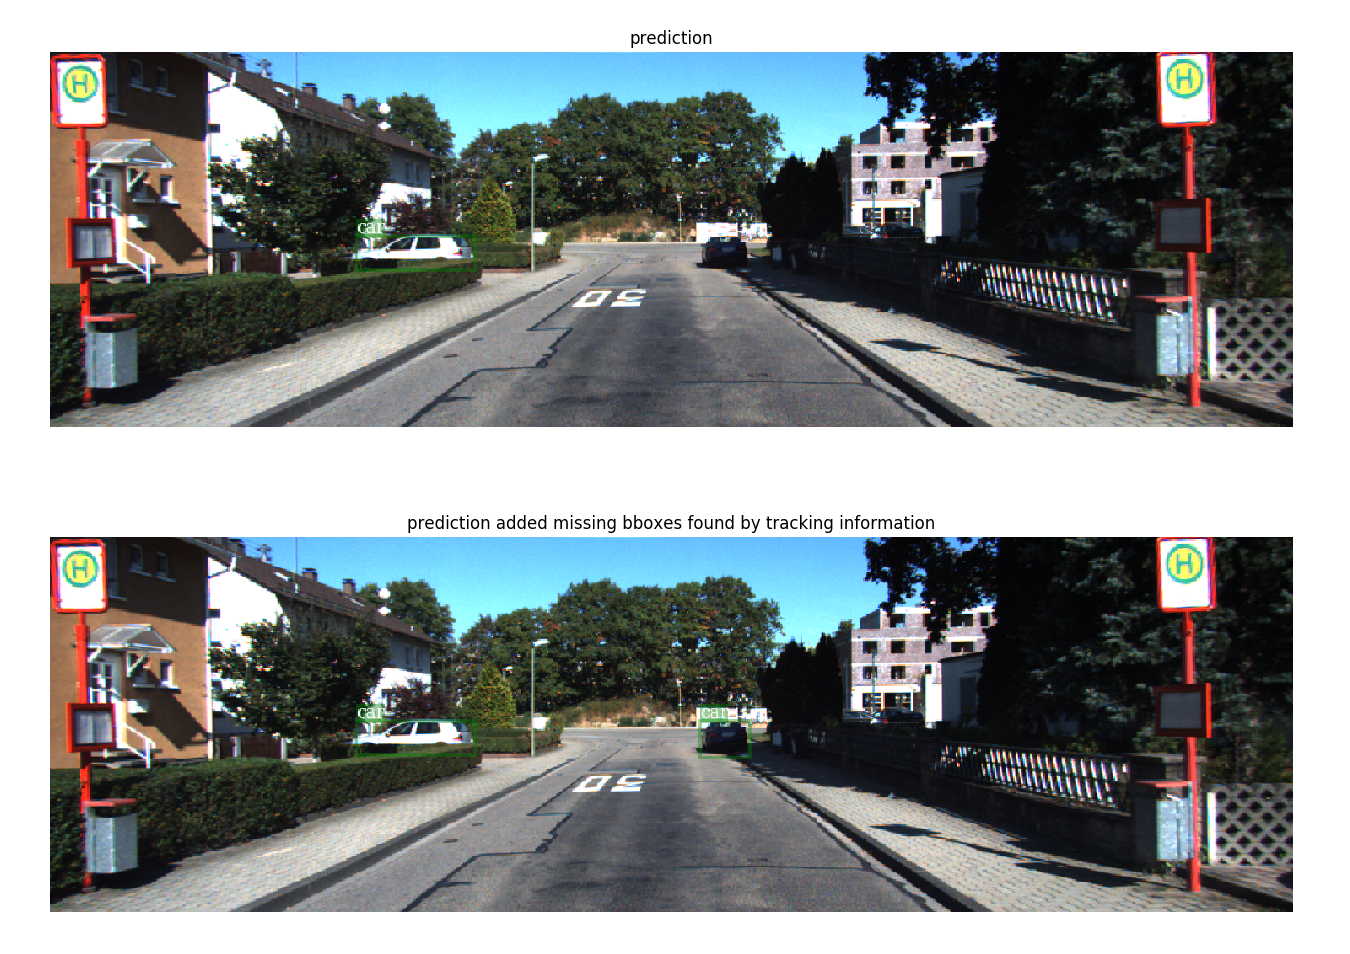 prediction
H
H
car
prediction added missing bboxes found by tracking information
H
H
car
car